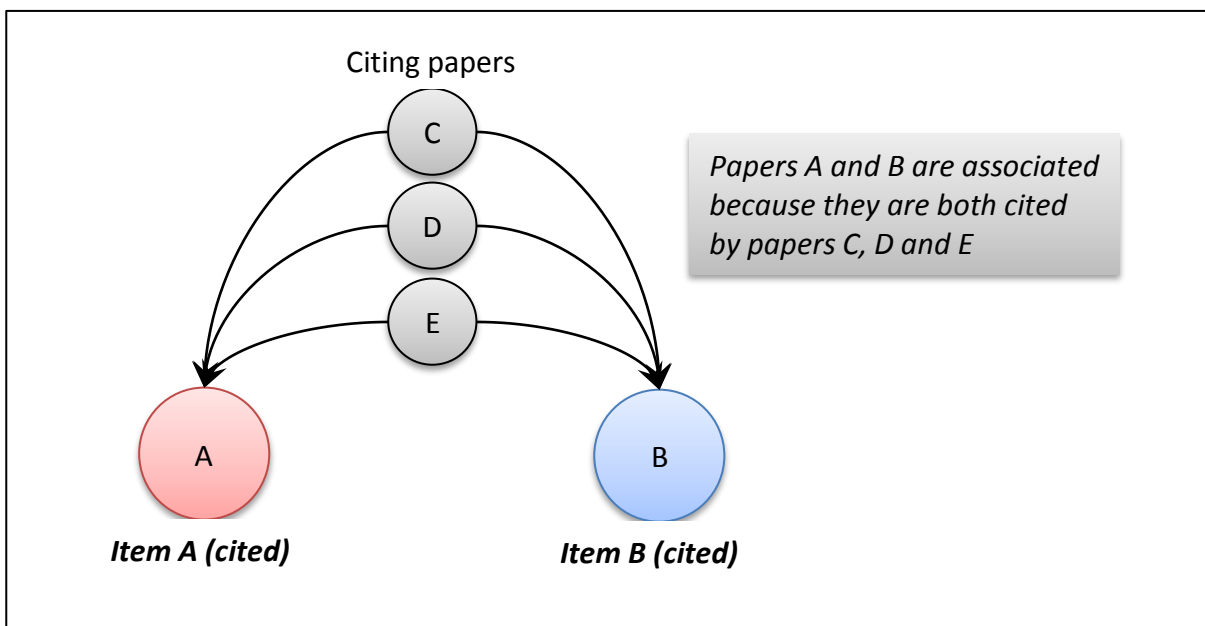 Citing papers
C
Papers A and B are associated
because they are both cited
by papers C, D and E
D
E
A
B
Item A (cited)
Item B (cited)